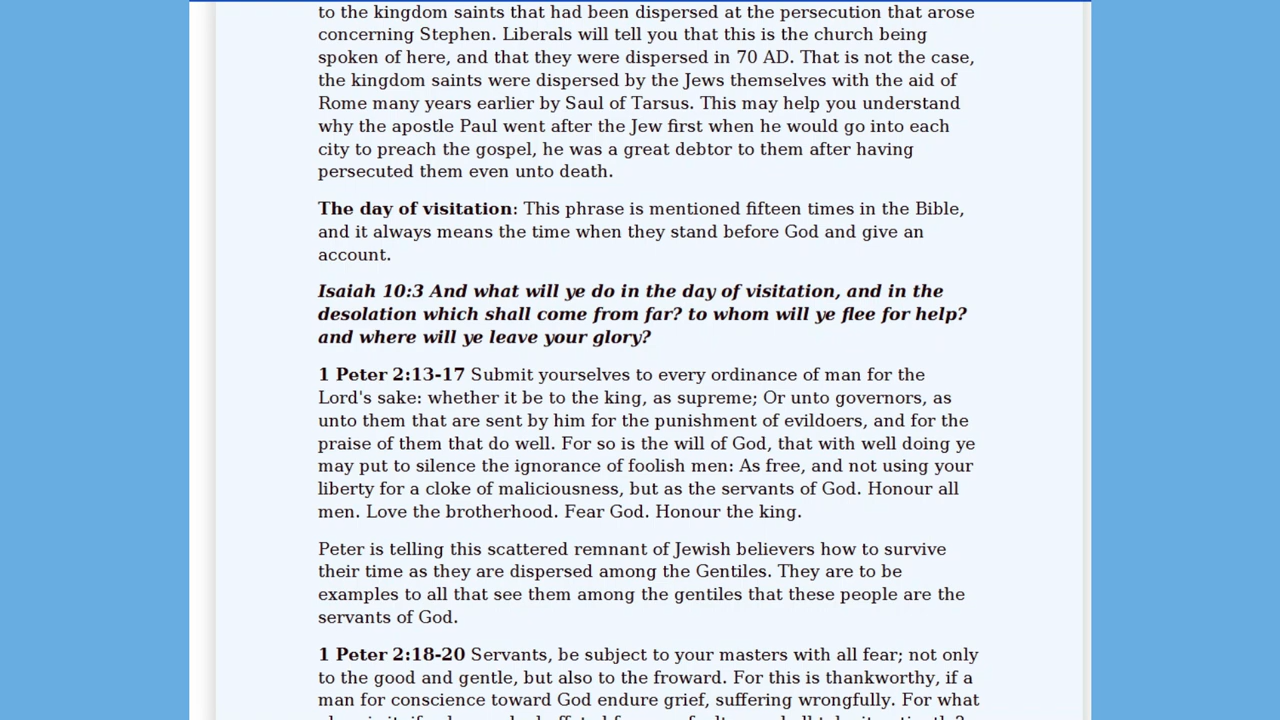 to the kingdom saints that had been dispersed at the persecution that arose
concerning Stephen. Liberals will tell you that this is the church being
spoken of here, and that they were dispersed in 70 AD. That is not the case,
the kingdom saints were dispersed by the Jews themselves with the aid of
Rome many years earlier by Saul of Tarsus. This may help you understand
why the apostle Paul went after the Jew first when he would go into each
city to preach the gospel, he was a great debtor to them after having
persecuted them even unto death.
The day of visitation: This phrase is mentioned fifteen times in the Bible,
and it always means the time when they stand before God and give an
account.
Isaiah 10:3 And what will ye do in the day of visitation, and in the
desolation which shall come from far? to whom will ye flee for help?
and where will ye leave your glory?
1 Peter 2:13-17 Submit yourselves to every ordinance of man for the
Lord's sake: whether it be to the king, as supreme; Or unto governors, as
unto them that are sent by him for the punishment of evildoers, and for the
praise of them that do well. For so is the will of God, that with well doing ye
may put to silence the ignorance of foolish men: As free, and not using your
liberty for a cloke of maliciousness, but as the servants of God. Honour all
men. Love the brotherhood. Fear God. Honour the king.
Peter is telling this scattered remnant of Jewish believers how to survive
their time as they are dispersed among the Gentiles. They are to be
examples to all that see them among the gentiles that these people are the
servants of God.
1 Peter 2:18-20 Servants, be subject to your masters with all fear; not only
to the good and gentle, but also to the froward. For this is thankworthy, if a
man for conscience toward God endure grief, suffering wrongfully. For what